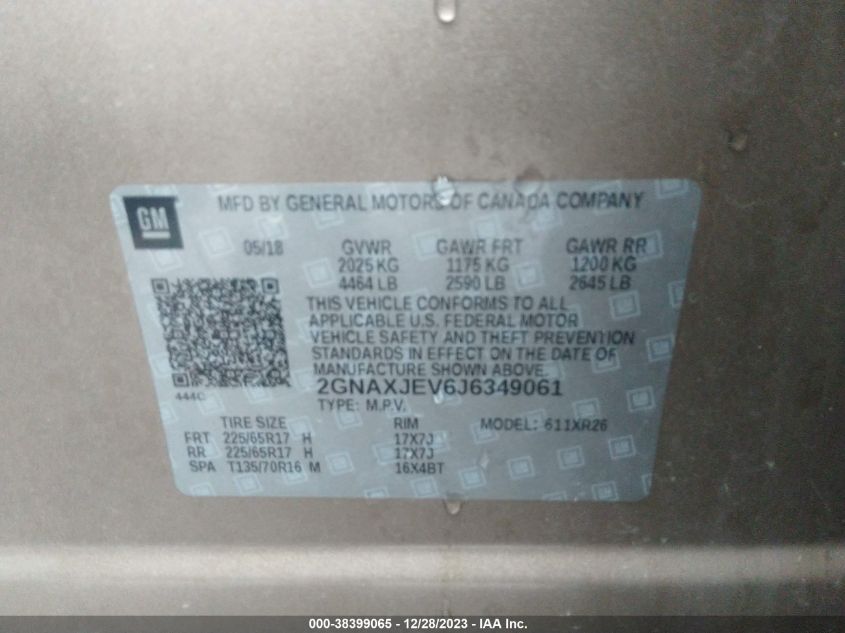 GM
MFD BY GENERAL MOTORS OF CANADA COMPANY
05/18 GVWR GAWR FRT GAWR RR
2025 KG 1175 KG 1200 KG
4464 LB 2590 LB 2645 LB
THIS VEHICLE CONFORMS TO ALL
APPLICABLE U.S. FEDERAL MOTOR
VEHICLE SAFETY AND THEFT PREVENTION
STANDARDS IN EFFECT ON THE DATE OF
MANUFACTURE SHOWN ABOVE.
444C 2GNAXJEV6J6349061
TYPE: M.P.V.
TIRE SIZE RIM MODEL: 611XR26
FRT 225/65R17 H 17X7J
RR 225/65R17 H 17X7J
SPA T135/70R16 M 16X4BT
000-38399065 - 12/28/2023 - IAA Inc.